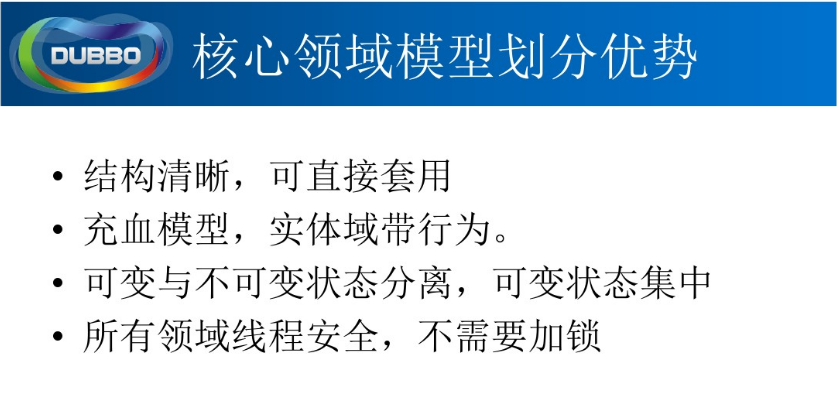 DUBBO 核心领域模型划分优势
• 结构清晰，可直接套用
• 充血模型，实体域带行为。
• 可变与不可变状态分离，可变状态集中
• 所有领域线程安全，不需要加锁